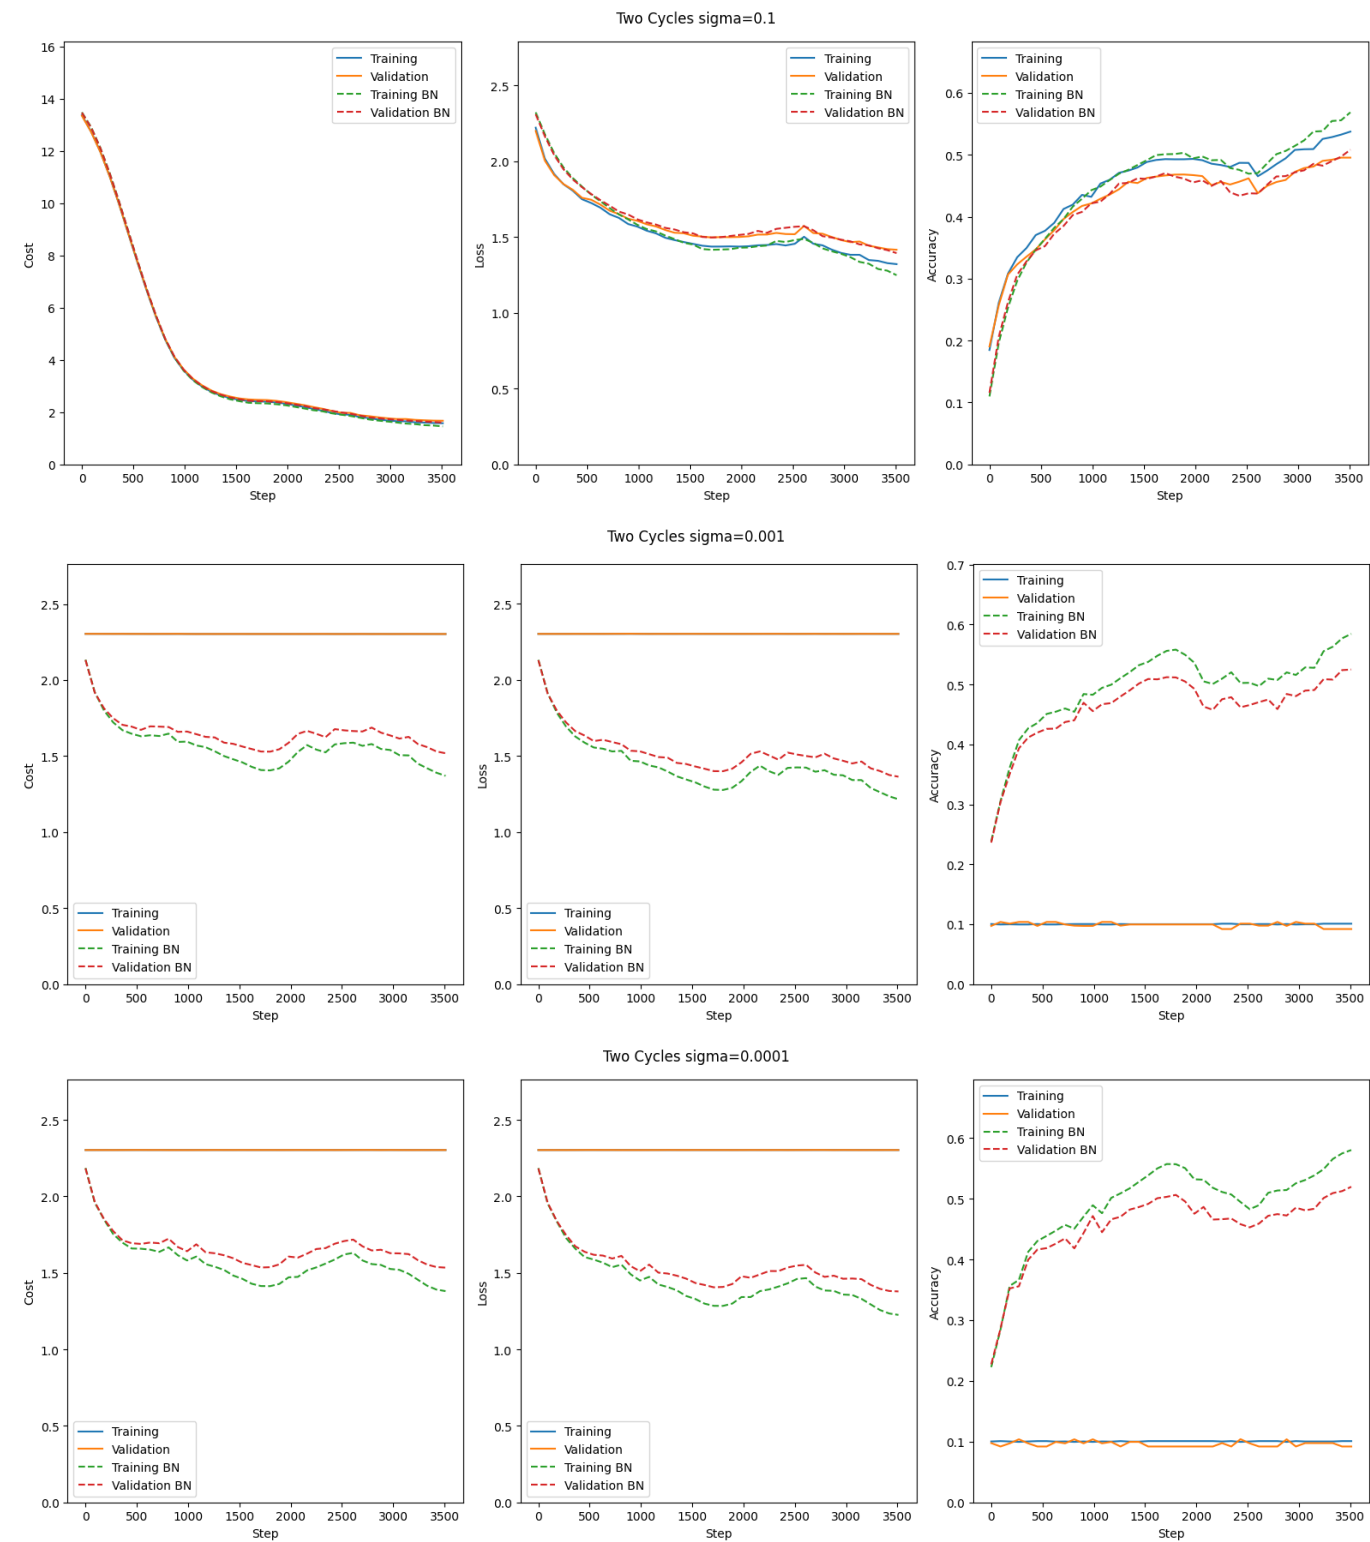 Two Cycles sigma=0.1
16
14
12
10
8
6
4
2
0
Cost
Training
Validation
Training BN
Validation BN
0 500 1000 1500 2000 2500 3000 3500
Step
2.5
2.0
1.5
1.0
0.5
0.0
Loss
Training
Validation
Training BN
Validation BN
0 500 1000 1500 2000 2500 3000 3500
Step
0.6
0.5
0.4
0.3
0.2
0.1
0.0
Accuracy
Training
Validation
Training BN
Validation BN
0 500 1000 1500 2000 2500 3000 3500
Step
Two Cycles sigma=0.001
2.5
2.0
1.5
1.0
0.5
0.0
Cost
Training
Validation
Training BN
Validation BN
0 500 1000 1500 2000 2500 3000 3500
Step
2.5
2.0
1.5
1.0
0.5
0.0
Loss
Training
Validation
Training BN
Validation BN
0 500 1000 1500 2000 2500 3000 3500
Step
0.7
0.6
0.5
0.4
0.3
0.2
0.1
0.0
Accuracy
Training
Validation
Training BN
Validation BN
0 500 1000 1500 2000 2500 3000 3500
Step
Two Cycles sigma=0.0001
2.5
2.0
1.5
1.0
0.5
0.0
Cost
Training
Validation
Training BN
Validation BN
0 500 1000 1500 2000 2500 3000 3500
Step
2.5
2.0
1.5
1.0
0.5
0.0
Loss
Training
Validation
Training BN
Validation BN
0 500 1000 1500 2000 2500 3000 3500
Step
0.6
0.5
0.4
0.3
0.2
0.1
0.0
Accuracy
Training
Validation
Training BN
Validation BN
0 500 1000 1500 2000 2500 3000 3500
Step